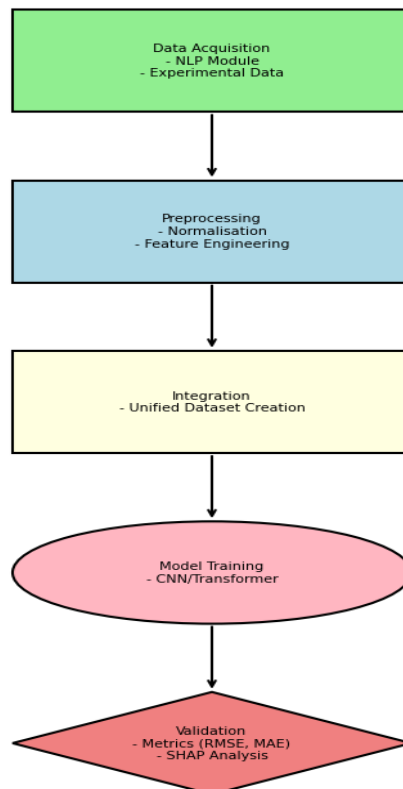 Data Acquisition
- NLP Module
- Experimental Data
Preprocessing
- Normalisation
- Feature Engineering
Integration
- Unified Dataset Creation
Model Training
- CNN/Transformer
Validation
- Metrics (RMSE, MAE)
- SHAP Analysis